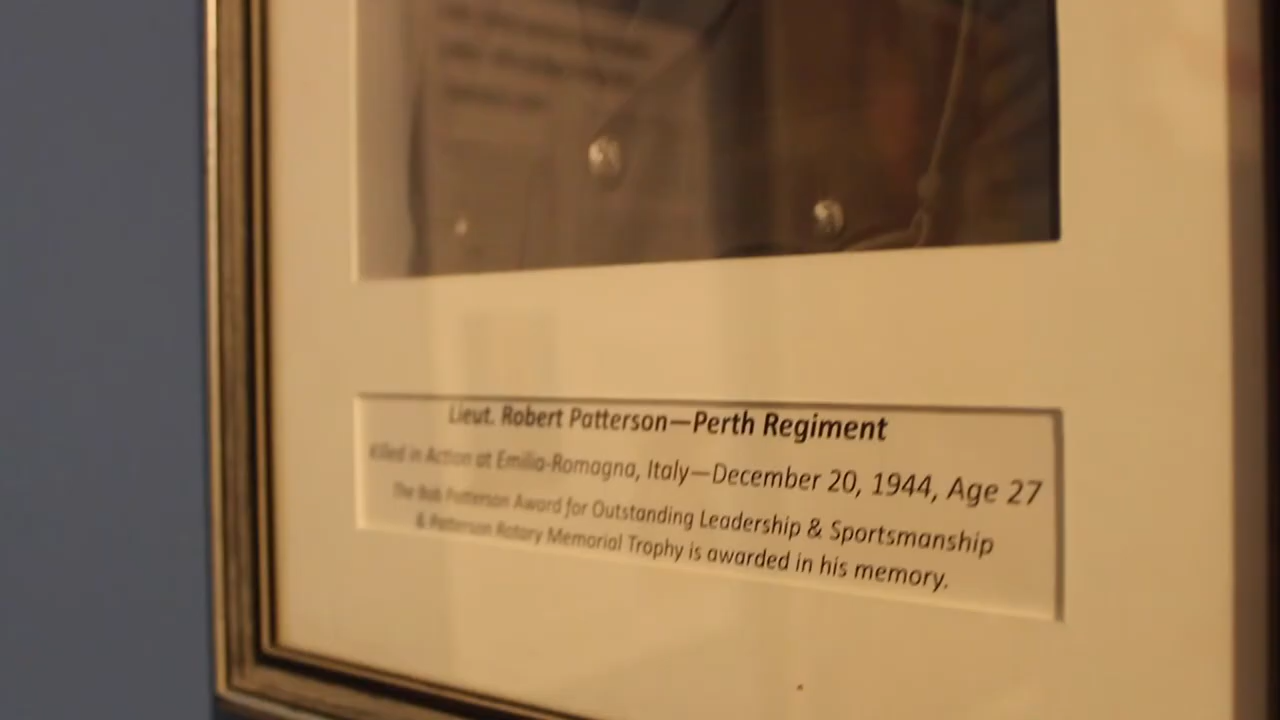 Lieut. Robert Patterson—Perth Regiment
Killed in Action at Emilia-Romagna, Italy—December 20, 1944, Age 27
The Bob Patterson Award for Outstanding Leadership & Sportsmanship
& Patterson Rotary Memorial Trophy is awarded in his memory.